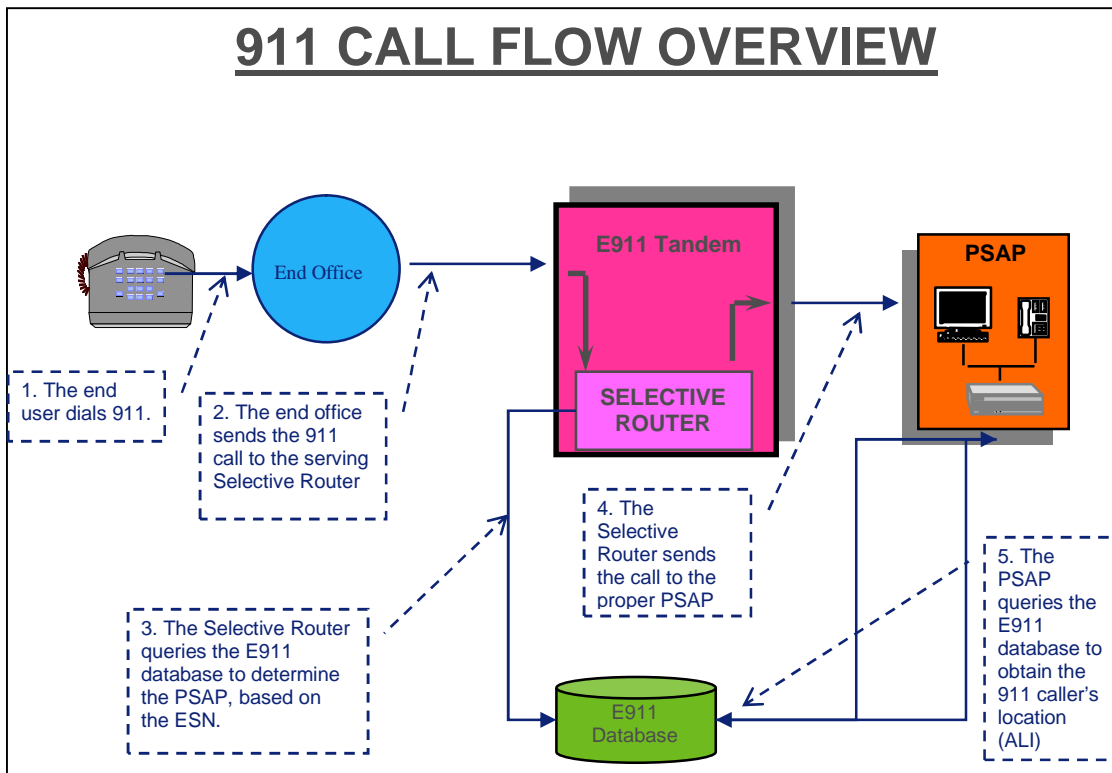 911 CALL FLOW OVERVIEW
E911 Tandem
PSAP
End Office
SELECTIVE
ROUTER
1. The end
user dials 911.
2. The end office
sends the 911
call to the serving
Selective Router
3. The Selective Router
queries the E911
database to determine
the PSAP, based on
the ESN.
4. The
Selective
Router sends
the call to the
proper PSAP
5. The
PSAP
queries the
E911
database to
obtain the
911 caller's
location
(ALI)
E911
Database